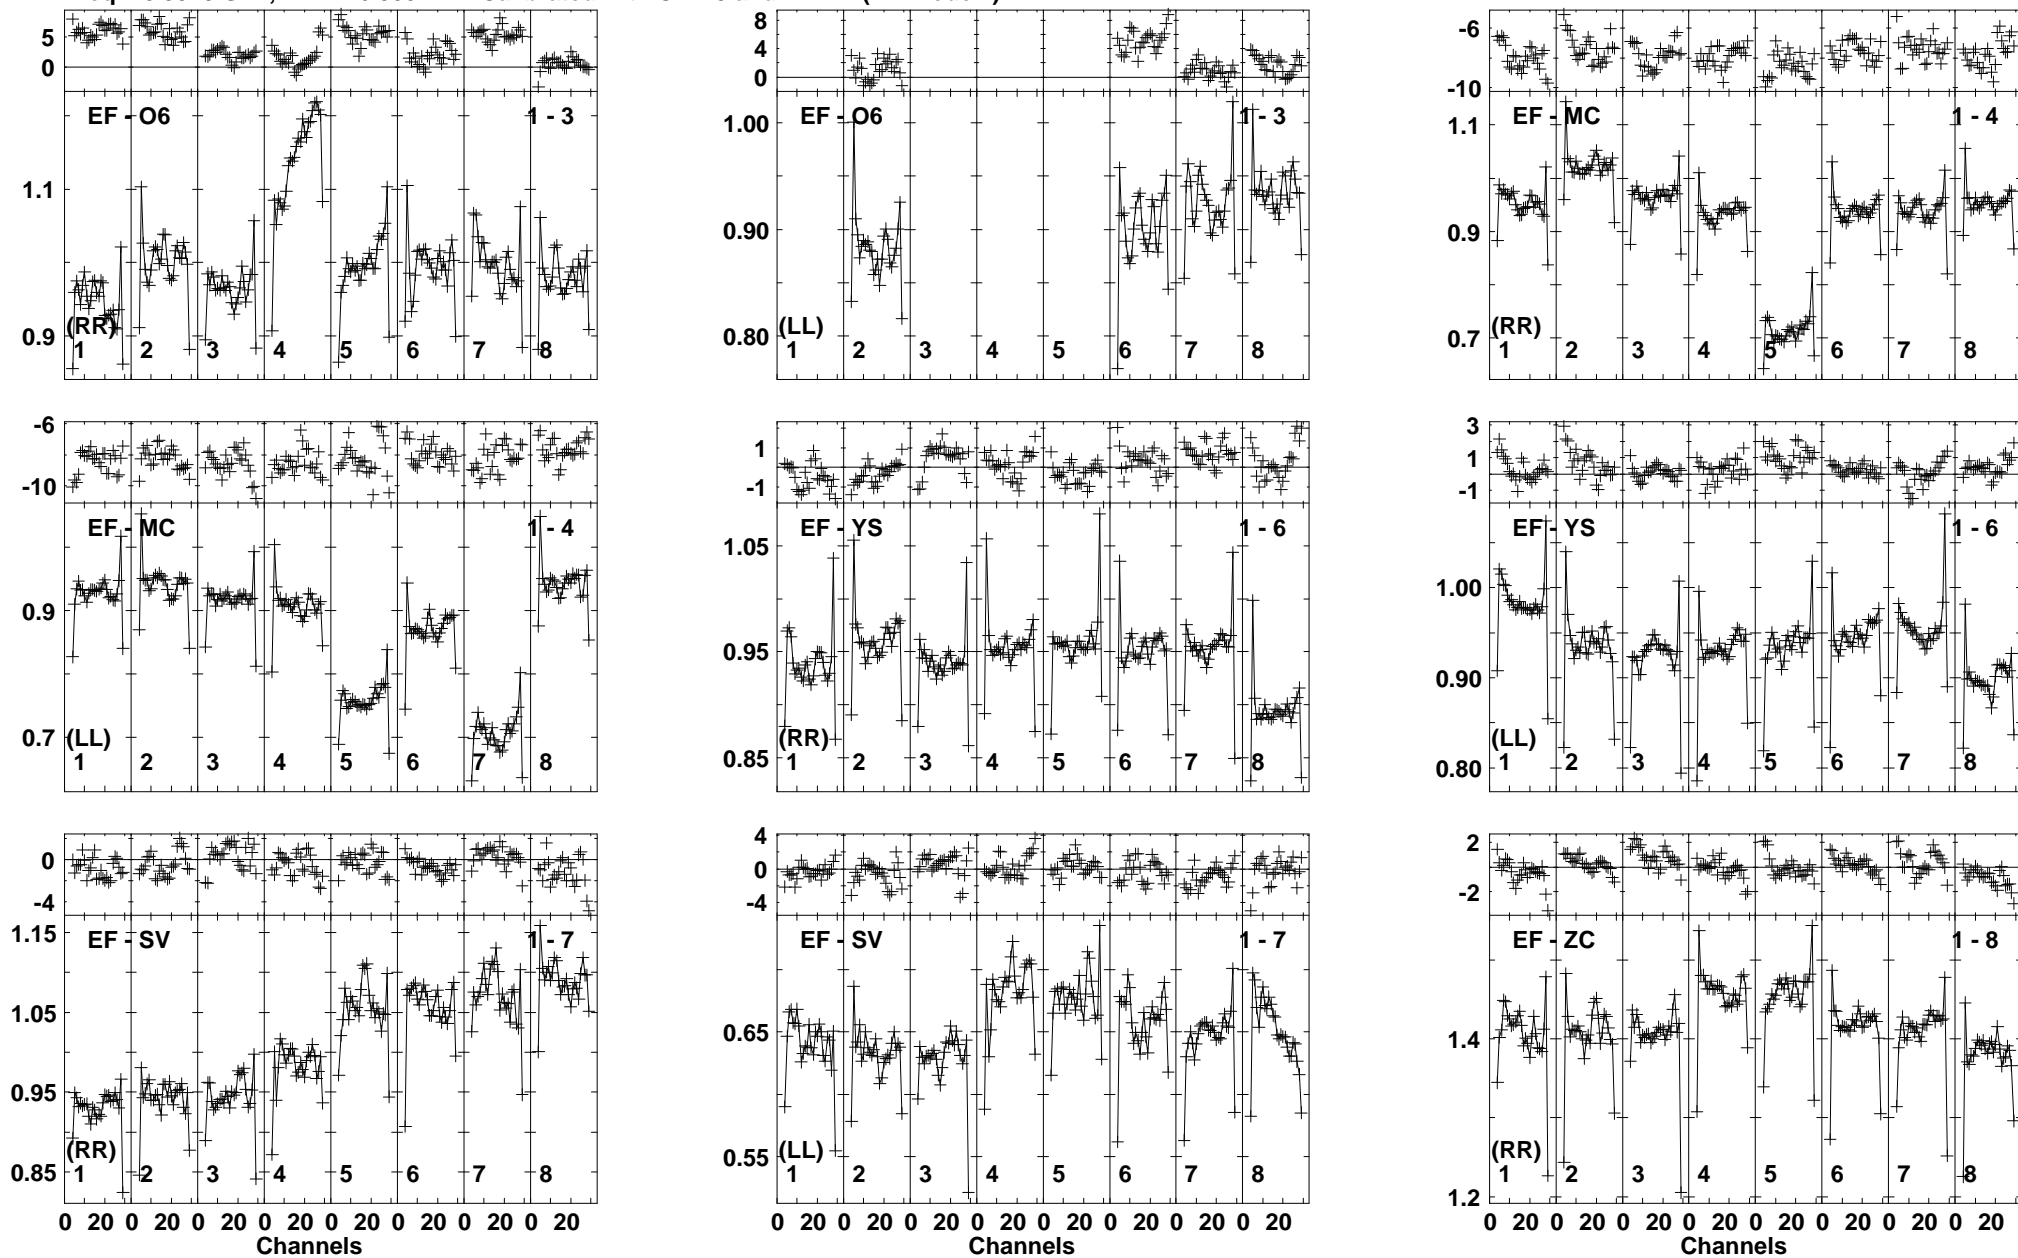 5
0
EF - O6
1 - 3
1.1
0.9
(RR)
1 2 3 4 5 6 7 8
8
4
0
EF - O6
1 - 3
1.00
0.90
0.80
(LL)
1 2 3 4 5 6 7 8
-6
-10
EF - MC
1 - 4
1.1
0.9
0.7
(RR)
1 2 3 4 5 6 7 8
-6
-10
EF - MC
1 - 4
0.9
0.7
(LL)
1 2 3 4 5 6 7 8
1
-1
EF - YS
1 - 6
1.05
0.95
0.85
(RR)
1 2 3 4 5 6 7 8
3
1
-1
EF - YS
1 - 6
1.00
0.90
0.80
(LL)
1 2 3 4 5 6 7 8
0
-4
EF - SV
1 - 7
1.15
1.05
0.95
0.85
(RR)
1 2 3 4 5 6 7 8
0 20 0 20 0 20 0 20 0 20 0 20 0 20 0 20
Channels
4
0
-4
EF - SV
1 - 7
0.65
0.55
(LL)
1 2 3 4 5 6 7 8
0 20 0 20 0 20 0 20 0 20 0 20 0 20 0 20
Channels
2
-2
EF - ZC
1 - 8
1.4
1.2
(RR)
1 2 3 4 5 6 7 8
0 20 0 20 0 20 0 20 0 20 0 20 0 20 0 20
Channels